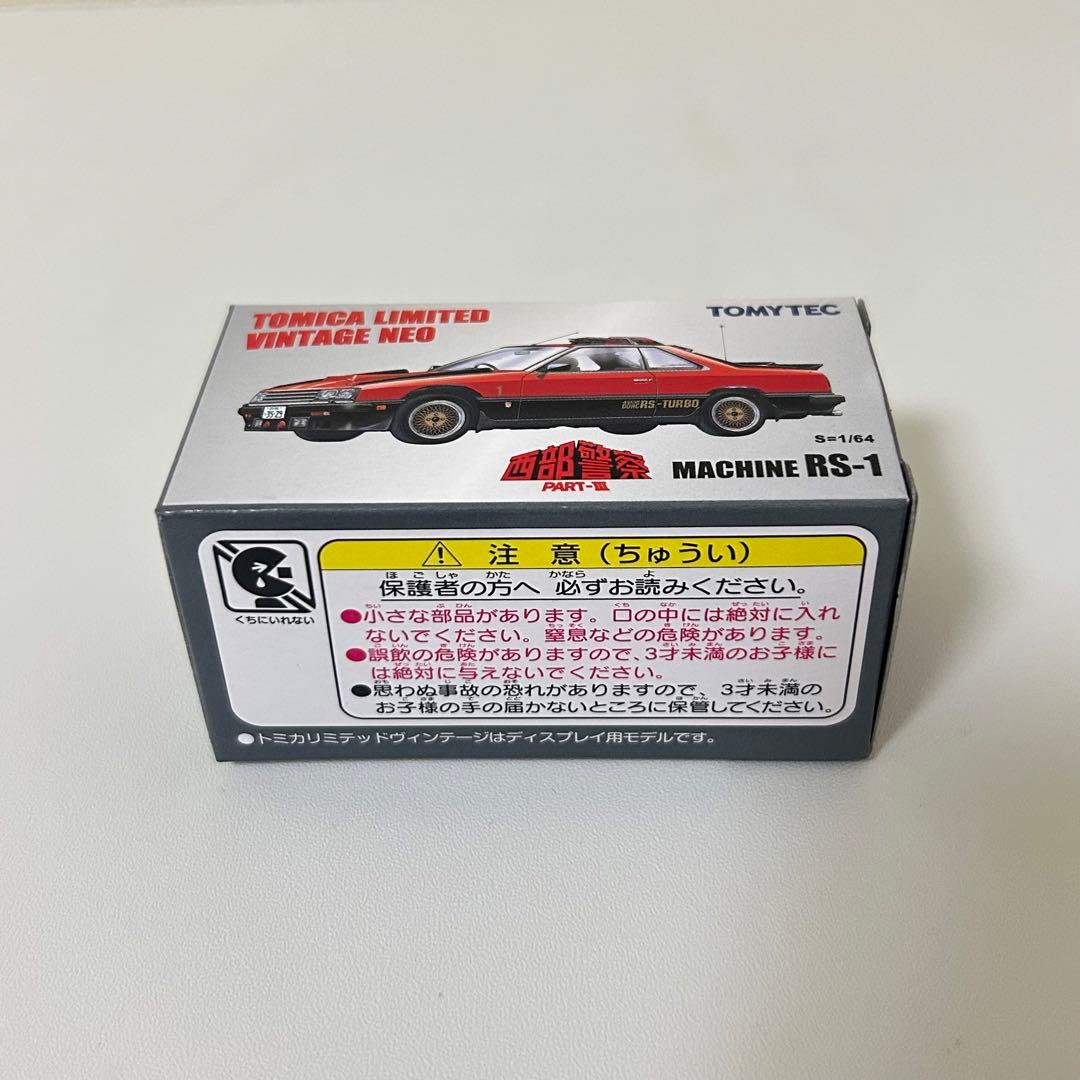 TOMICA LIMITED
VINTAGE NEO
TOMYTEC
35-29
DOHC RS-TURBO
S=1/64
西部警察
PART-III
MACHINE RS-1
くちにいれない
注 意(ちゅうい)
保護者の方へ 必ずお読みください。
●小さな部品があります。口の中には絶対に入れ
ないでください。窒息などの危険があります。
●誤飲の危険がありますので、3才未満のお子様に
は絶対に与えないでください。
●思わぬ事故の恐れがありますので、3才未満の
お子様の手の届かないところに保管してください。
●トミカリミテッドヴィンテージはディスプレイ用モデルです。